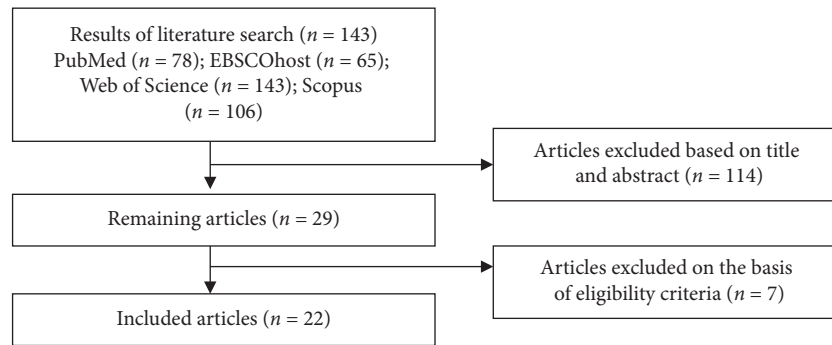 Results of literature search (n = 143)
PubMed (n = 78); EBSCOhost (n = 65);
Web of Science (n = 143); Scopus
(n = 106)
Articles excluded based on title
and abstract (n = 114)
Remaining articles (n = 29)
Articles excluded on the basis
of eligibility criteria (n = 7)
Included articles (n = 22)